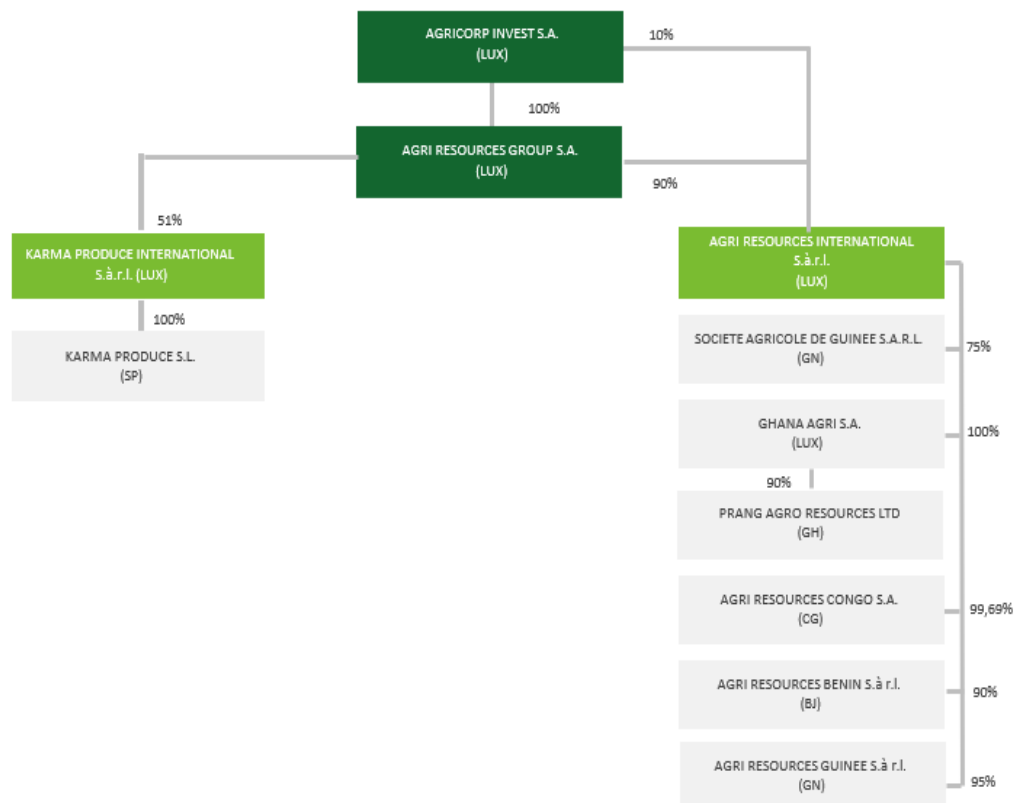 AGRICORP INVEST S.A.
(LUX)
10%
100%
AGRI RESOURCES GROUP S.A.
(LUX)
90%
51%
KARMA PRODUCE INTERNATIONAL
S.à.r.l. (LUX)
100%
KARMA PRODUCE S.L.
(SP)
AGRI RESOURCES INTERNATIONAL
S.à.r.l.
(LUX)
SOCIETE AGRICOLE DE GUINEE S.A.R.L.
(GN)
75%
GHANA AGRI S.A.
(LUX)
100%
90%
PRANG AGRO RESOURCES LTD
(GH)
AGRI RESOURCES CONGO S.A.
(CG)
99,69%
AGRI RESOURCES BENIN S.à r.l.
(BJ)
90%
AGRI RESOURCES GUINEE S.à r.l.
(GN)
95%